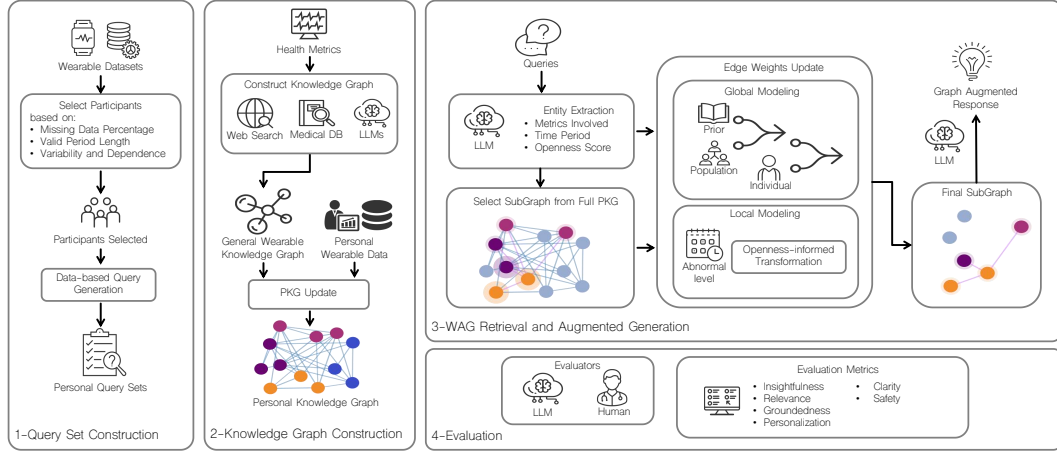 Wearable Datasets
Select Participants
based on:
• Missing Data Percentage
• Valid Period Length
• Variability and Dependence
Participants Selected
Data-based Query
Generation
Personal Query Sets
1-Query Set Construction
Health Metrics
Construct Knowledge Graph
Web Search
Medical DB
LLMs
General Wearable
Knowledge Graph
Personal
Wearable Data
PKG Update
Personal Knowledge Graph
2-Knowledge Graph Construction
Queries
LLM
Entity Extraction
• Metrics Involved
• Time Period
• Openness Score
Select SubGraph from Full PKG
Edge Weights Update
Global Modeling
Prior
Population
Individual
Local Modeling
Abnormal
level
Openness-informed
Transformation
Graph Augmented
Response
LLM
Final SubGraph
3-WAG Retrieval and Augmented Generation
Evaluators
LLM
Human
Evaluation Metrics
• Insightfulness
• Relevance
• Groundedness
• Personalization
• Clarity
• Safety
4-Evaluation